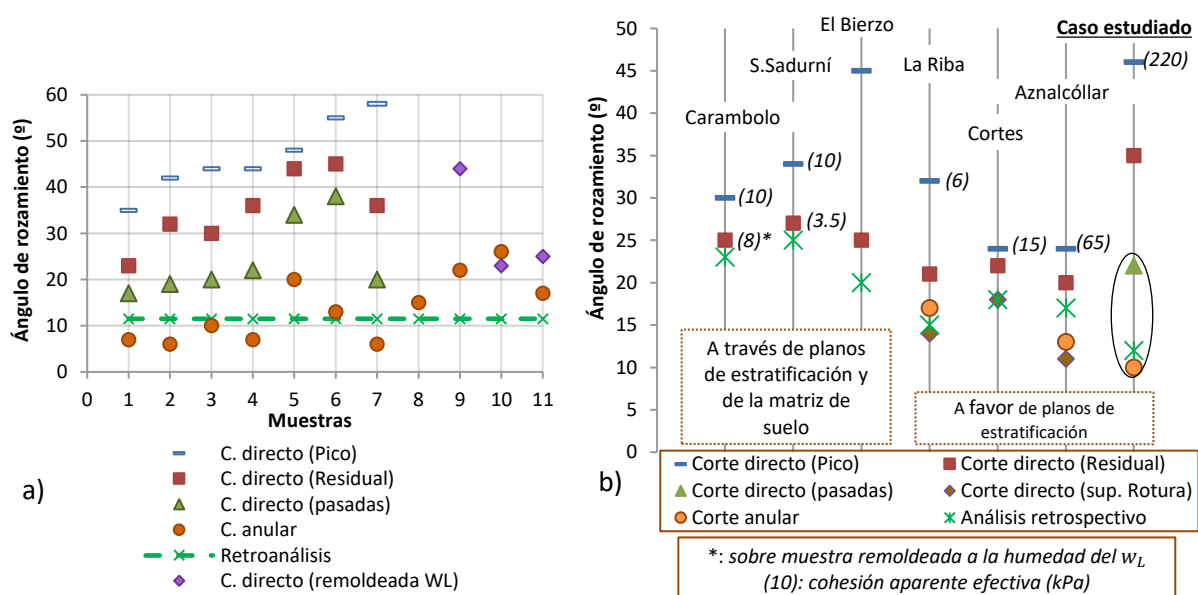 Ángulo de rozamiento (º)
60
50
40
30
20
10
0
0 1 2 3 4 5 6 7 8 9 10 11
Muestras
C. directo (Pico)
C. directo (Residual)
C. directo (pasadas)
C. anular
Retroanálisis
C. directo (remoldeada WL)
a)
Ángulo de rozamiento (º)
50
45
40
35
30
25
20
15
10
5
0
El Bierzo
Caso estudiado
S.Sadurní
La Riba
(220)
Aznalcóllar
Carambolo
Cortes
(10)
(10)
(6)
(3.5)
(8)*
(15)
(65)
A través de planos
de estratificación y
de la matriz de
suelo
A favor de planos de
estratificación
b)
Corte directo (Pico)
Corte directo (Residual)
Corte directo (pasadas)
Corte directo (sup. Rotura)
Corte anular
Análisis retrospectivo
*: sobre muestra remoldeada a la humedad del w_L
(10): cohesión aparente efectiva (kPa)